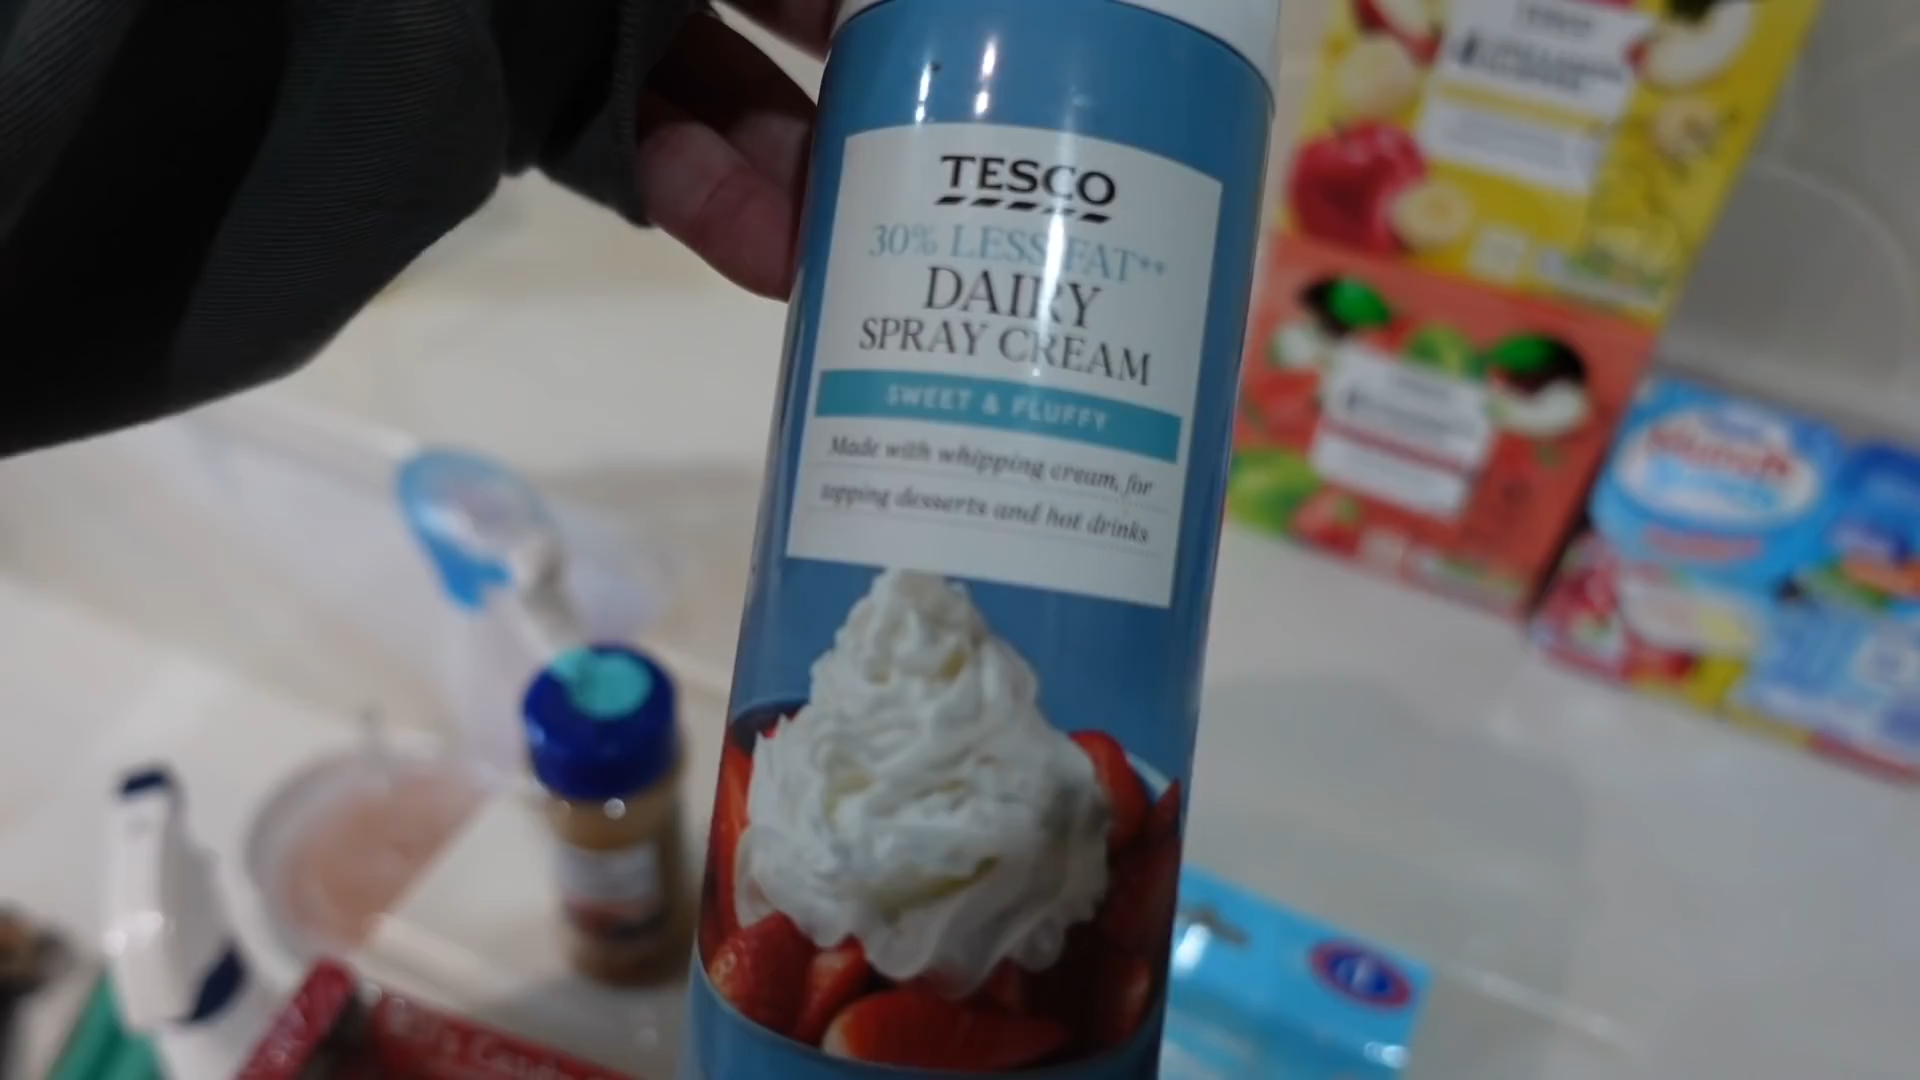 TESCO
30% LESS FAT**
DAIRY
SPRAY CREAM
SWEET & FLUFFY
Made with whipping cream, for
topping desserts and hot drinks